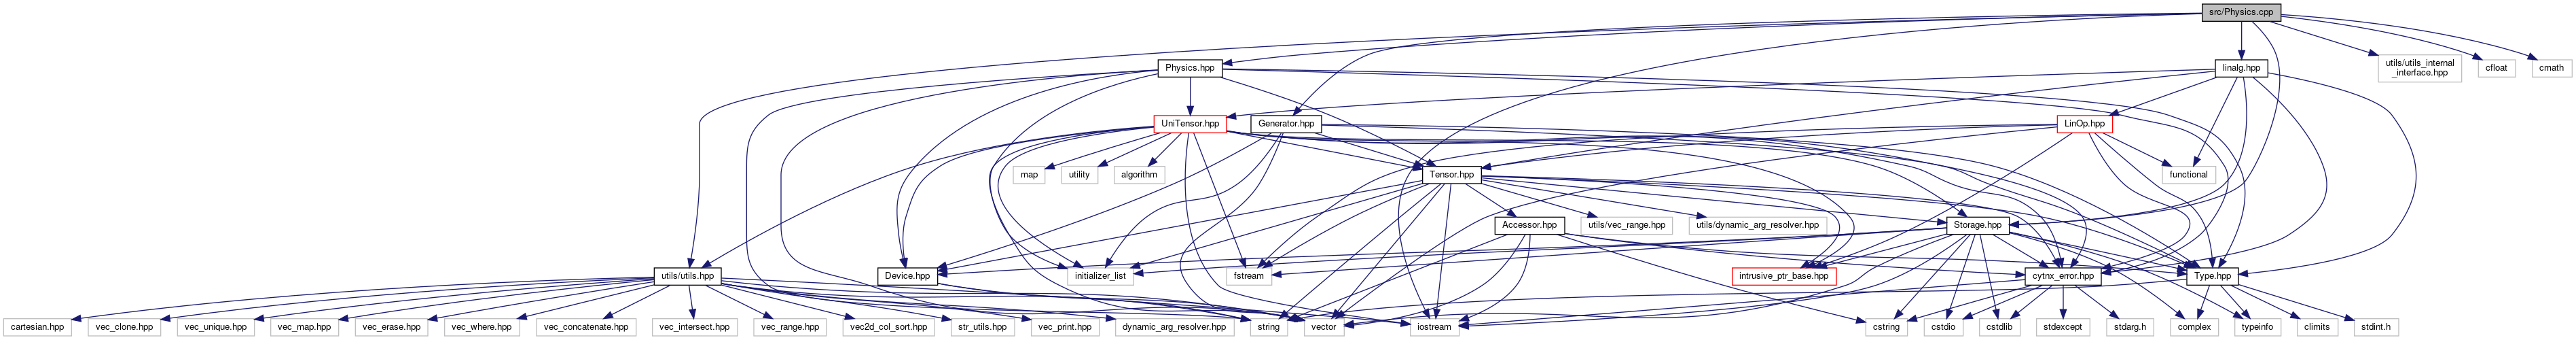 src/Physics.cpp
Physics.hpp
linalg.hpp
utils/utils_internal
_interface.hpp
cfloat
cmath
UniTensor.hpp
Generator.hpp
LinOp.hpp
map
utility
algorithm
Tensor.hpp
functional
Accessor.hpp
utils/vec_range.hpp
utils/dynamic_arg_resolver.hpp
Storage.hpp
utils/utils.hpp
Device.hpp
initializer_list
fstream
intrusive_ptr_base.hpp
cytnx_error.hpp
Type.hpp
cartesian.hpp
vec_clone.hpp
vec_unique.hpp
vec_map.hpp
vec_erase.hpp
vec_where.hpp
vec_concatenate.hpp
vec_intersect.hpp
vec_range.hpp
vec2d_col_sort.hpp
str_utils.hpp
vec_print.hpp
dynamic_arg_resolver.hpp
string
vector
iostream
cstring
cstdio
cstdlib
stdexcept
stdarg.h
complex
typeinfo
climits
stdint.h